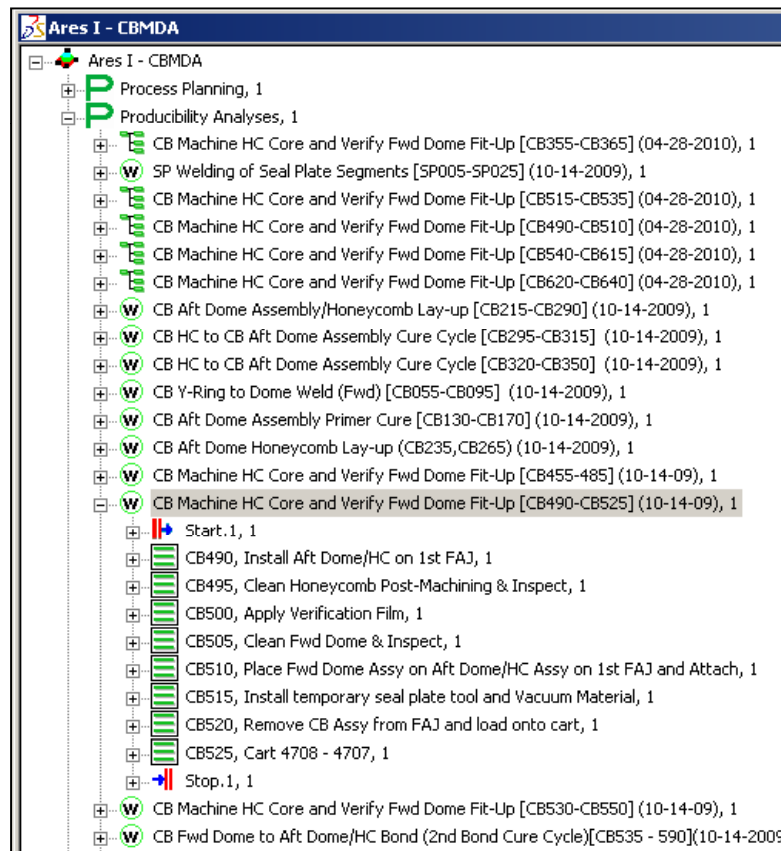 Ares I - CBMDA
Ares I - CBMDA
P Process Planning, 1
P Producibility Analyses, 1
CB Machine HC Core and Verify Fwd Dome Fit-Up [CB355-CB365] (04-28-2010), 1
W SP Welding of Seal Plate Segments [SP005-SP025] (10-14-2009), 1
CB Machine HC Core and Verify Fwd Dome Fit-Up [CB515-CB535] (04-28-2010), 1
CB Machine HC Core and Verify Fwd Dome Fit-Up [CB490-CB510] (04-28-2010), 1
CB Machine HC Core and Verify Fwd Dome Fit-Up [CB540-CB615] (04-28-2010), 1
CB Machine HC Core and Verify Fwd Dome Fit-Up [CB620-CB640] (04-28-2010), 1
W CB Aft Dome Assembly/Honeycomb Lay-up [CB215-CB290] (10-14-2009), 1
W CB HC to CB Aft Dome Assembly Cure Cycle [CB295-CB315] (10-14-2009), 1
W CB HC to CB Aft Dome Assembly Cure Cycle [CB320-CB350] (10-14-2009), 1
W CB Y-Ring to Dome Weld (Fwd) [CB055-CB095] (10-14-2009), 1
W CB Aft Dome Assembly Primer Cure [CB130-CB170] (10-14-2009), 1
W CB Aft Dome Honeycomb Lay-up (CB235,CB265) (10-14-2009), 1
W CB Machine HC Core and Verify Fwd Dome Fit-Up [CB455-485] (10-14-09), 1
W CB Machine HC Core and Verify Fwd Dome Fit-Up [CB490-CB525] (10-14-09), 1
Start.1, 1
CB490, Install Aft Dome/HC on 1st FAJ, 1
CB495, Clean Honeycomb Post-Machining & Inspect, 1
CB500, Apply Verification Film, 1
CB505, Clean Fwd Dome & Inspect, 1
CB510, Place Fwd Dome Assy on Aft Dome/HC Assy on 1st FAJ and Attach, 1
CB515, Install temporary seal plate tool and Vacuum Material, 1
CB520, Remove CB Assy from FAJ and load onto cart, 1
CB525, Cart 4708 - 4707, 1
Stop.1, 1
W CB Machine HC Core and Verify Fwd Dome Fit-Up [CB530-CB550] (10-14-09), 1
W CB Fwd Dome to Aft Dome/HC Bond (2nd Bond Cure Cycle)[CB535 - 590](10-14-2009